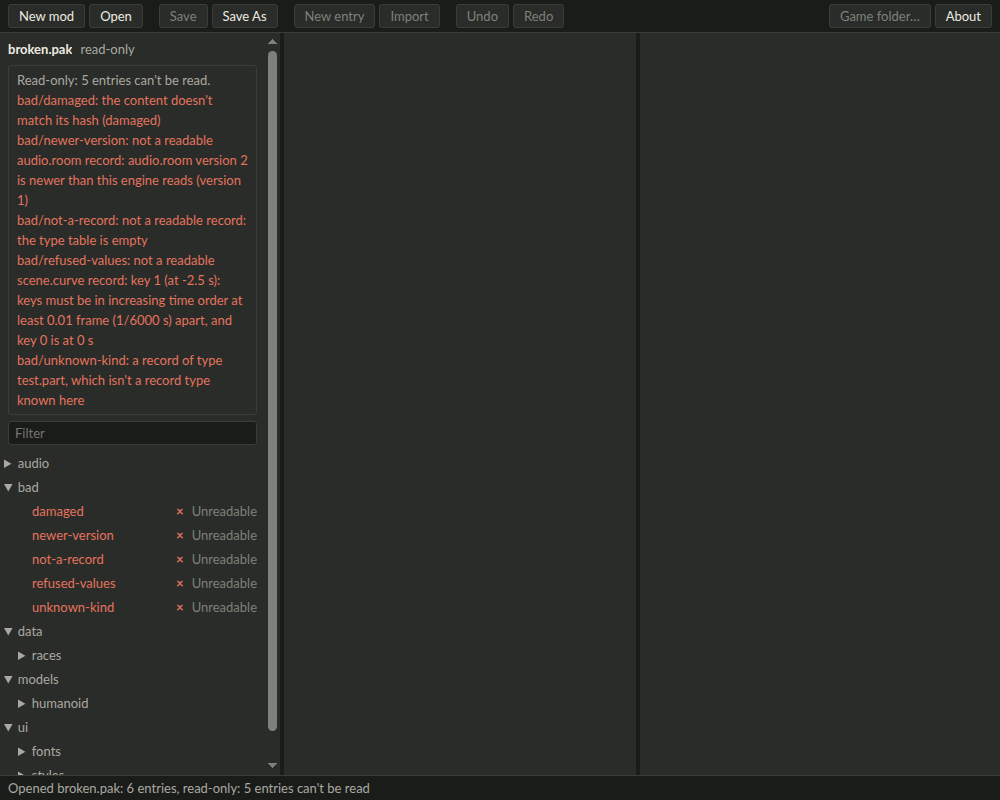 New mod Open Save Save As New entry Import Undo Redo Game folder... About
broken.pak read-only
Read-only: 5 entries can't be read.
bad/damaged: the content doesn't
match its hash (damaged)
bad/newer-version: not a readable
audio.room record: audio.room version 2
is newer than this engine reads (version
1)
bad/not-a-record: not a readable record:
the type table is empty
bad/refused-values: not a readable
scene.curve record: key 1 (at -2.5 s):
keys must be in increasing time order at
least 0.01 frame (1/6000 s) apart, and
key 0 is at 0 s
bad/unknown-kind: a record of type
test.part, which isn't a record type
known here
Filter
audio
bad
damaged × Unreadable
newer-version × Unreadable
not-a-record × Unreadable
refused-values × Unreadable
unknown-kind × Unreadable
data
races
models
humanoid
ui
fonts
styles
Opened broken.pak: 6 entries, read-only: 5 entries can't be read